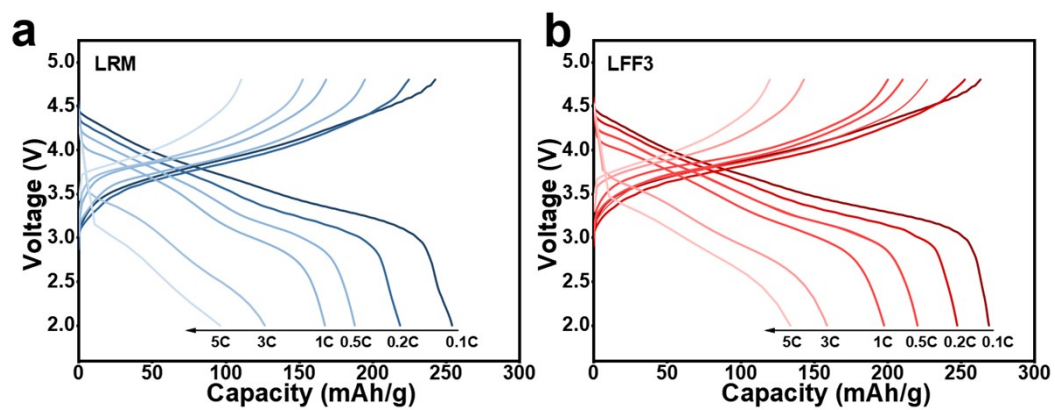 a
LRM
5.0
4.5
4.0
3.5
3.0
2.5
2.0
Voltage (V)
5C 3C 1C 0.5C 0.2C 0.1C
0 50 100 150 200 250 300
Capacity (mAh/g)
b
LFF3
5.0
4.5
4.0
3.5
3.0
2.5
2.0
Voltage (V)
5C 3C 1C 0.5C 0.2C 0.1C
0 50 100 150 200 250 300
Capacity (mAh/g)